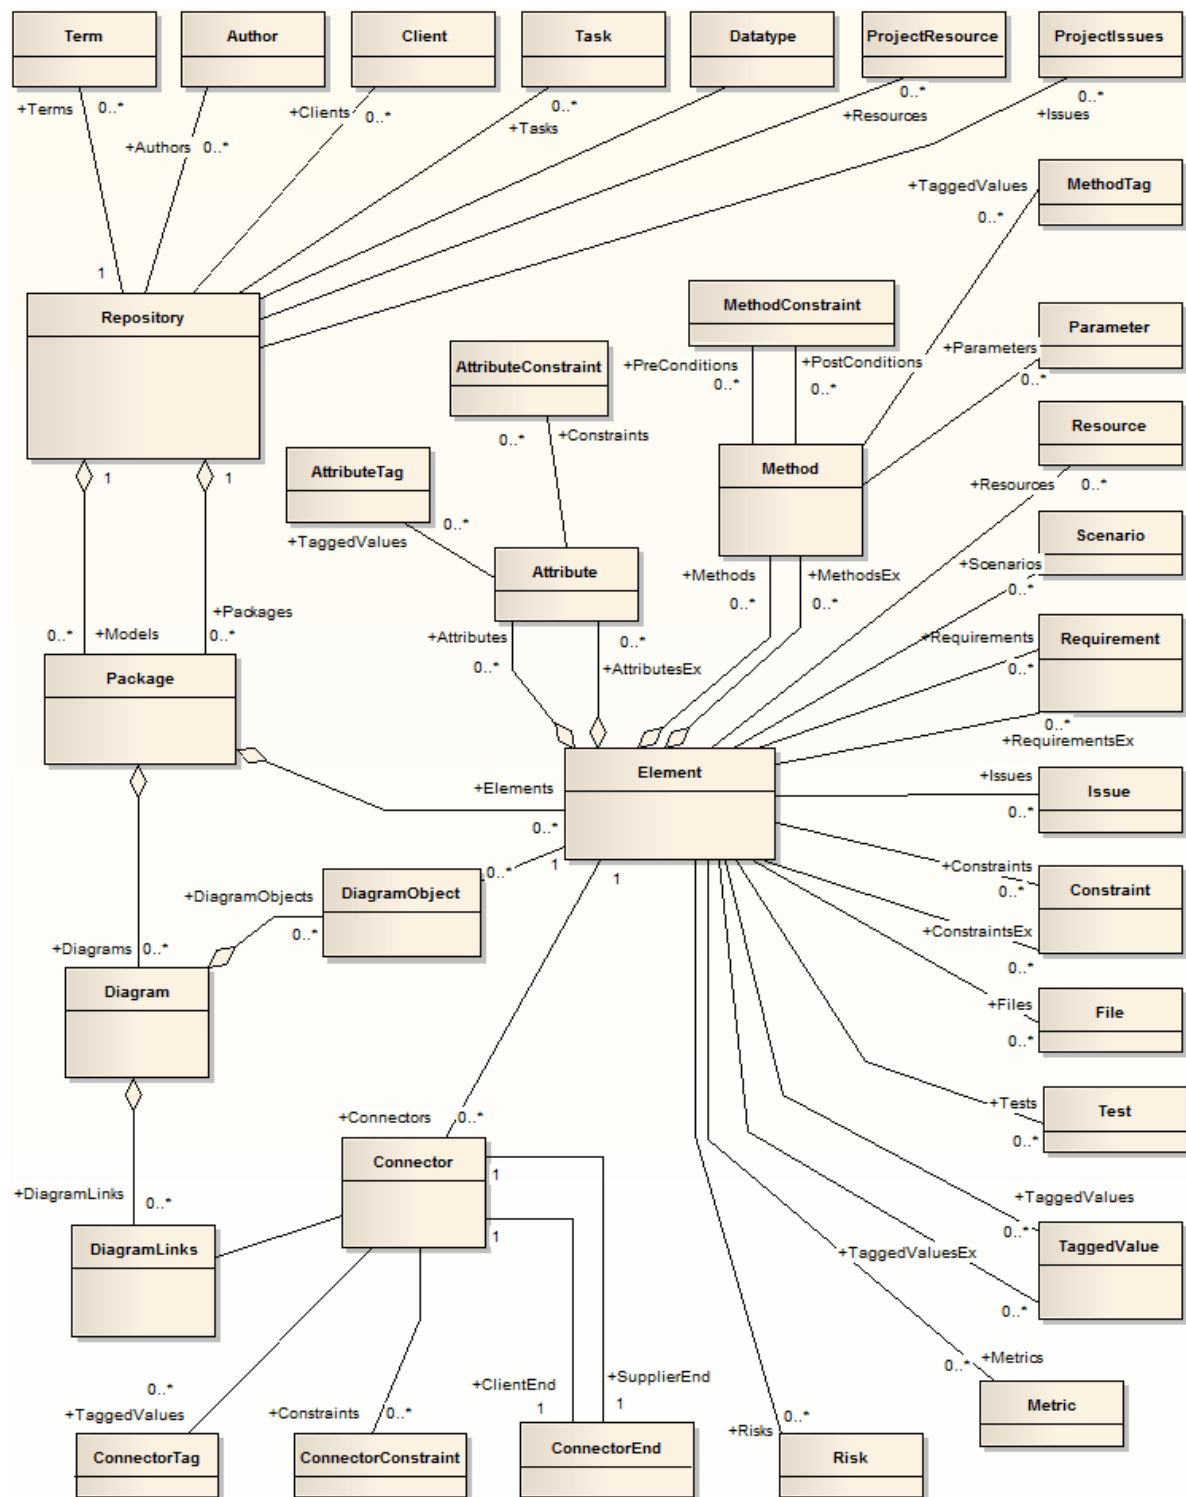 Term
Author
Client
Task
Datatype
ProjectResource
ProjectIssues
+Terms
0..*
+Authors
0..*
+Clients
0..*
0..*
+Tasks
0..*
+Resources
0..*
+Issues
+TaggedValues
0..*
MethodTag
1
Repository
MethodConstraint
Parameter
+Parameters
0..*
AttributeConstraint
+PreConditions
0..*
+PostConditions
0..*
Resource
0..*
+Constraints
1
1
AttributeTag
Method
+Resources
0..*
0..*
+TaggedValues
Scenario
Attribute
+Methods
0..*
+MethodsEx
0..*
+Scenarios
0..*
+Packages
0..*
0..*
+Models
+Attributes
0..*
0..*
+AttributesEx
+Requirements
0..*
Requirement
Package
0..*
+RequirementsEx
Element
+Elements
0..*
+Issues
0..*
Issue
1
1
0..*
+DiagramObjects
0..*
DiagramObject
+Constraints
0..*
Constraint
+ConstraintsEx
0..*
+Diagrams
0..*
Diagram
+Files
0..*
File
+Connectors
0..*
+Tests
0..*
Test
Connector
1
1
+DiagramLinks
0..*
+TaggedValues
0..*
DiagramLinks
+TaggedValuesEx
0..*
TaggedValue
0..*
+Metrics
+ClientEnd
1
+SupplierEnd
1
0..*
+TaggedValues
+Constraints
0..*
+Risks
0..*
Metric
ConnectorTag
ConnectorConstraint
ConnectorEnd
Risk